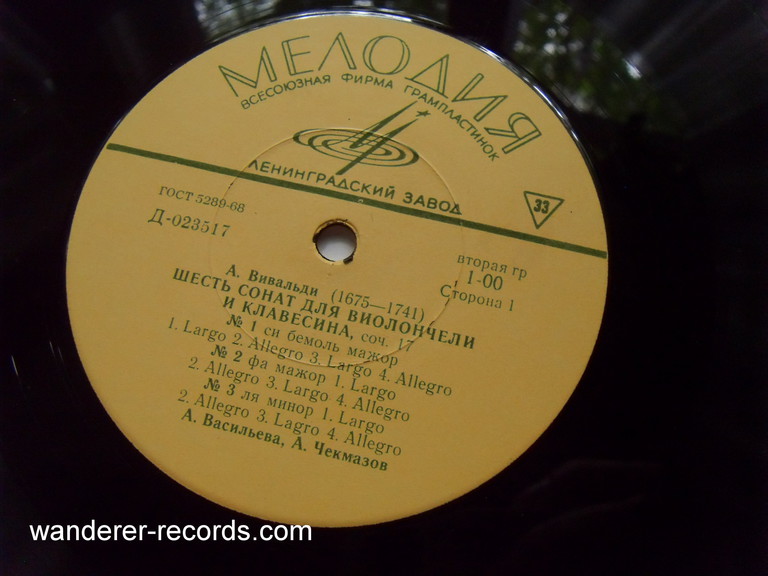 МЕЛОДИЯ
ВСЕСОЮЗНАЯ ФИРМА ГРАМПЛАСТИНОК
ЛЕНИНГРАДСКИЙ ЗАВОД
33
ГОСТ 5289-68
Д-023517
вторая гр
1-00
Сторона 1
А. Вивальди (1675—1741)
ШЕСТЬ СОНАТ ДЛЯ ВИОЛОНЧЕЛИ
И КЛАВЕСИНА, соч. 17
№ 1 си бемоль мажор
1. Largo 2. Allegro 3. Largo 4. Allegro
№ 2 фа мажор 1. Largo
2. Allegro 3. Largo 4. Allegro
№ 3 ля минор 1. Largo
2. Allegro 3. Lagro 4. Allegro
А. Васильева, А. Чекмазов
wanderer-records.com